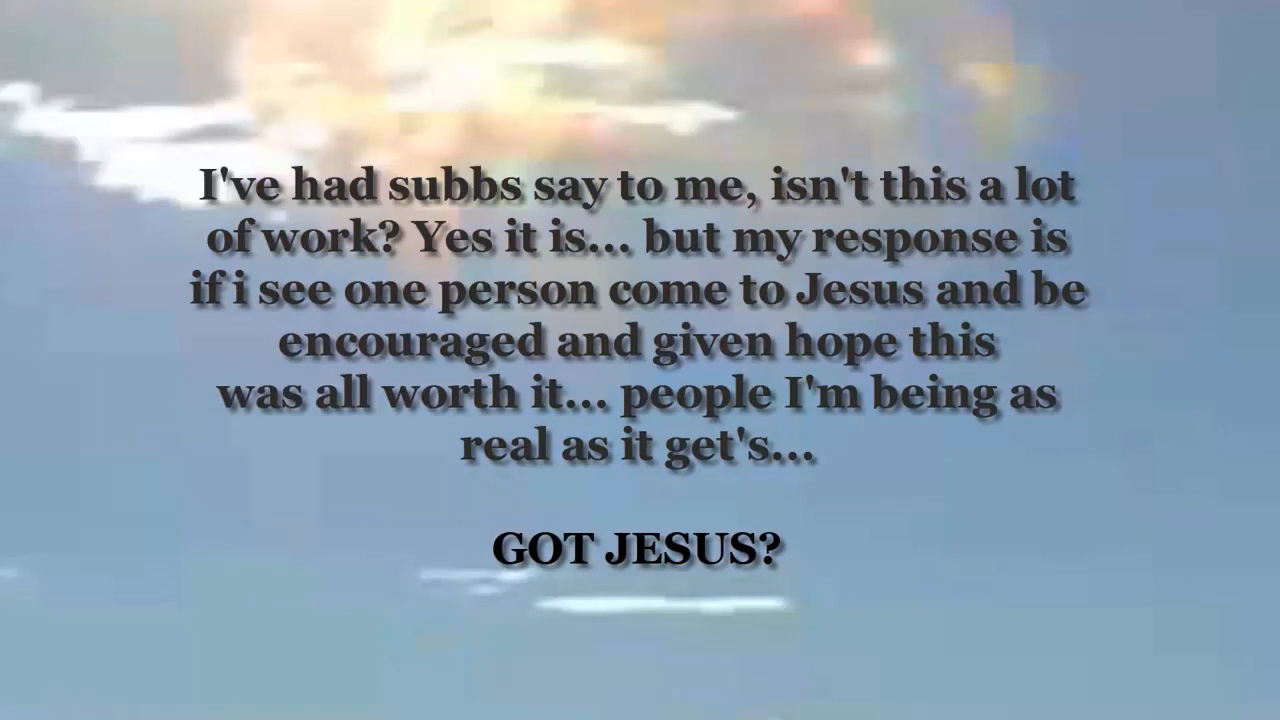 I've had subbs say to me, isn't this a lot
of work? Yes it is... but my response is
if i see one person come to Jesus and be
encouraged and given hope this
was all worth it... people I'm being as
real as it get's...
GOT JESUS?